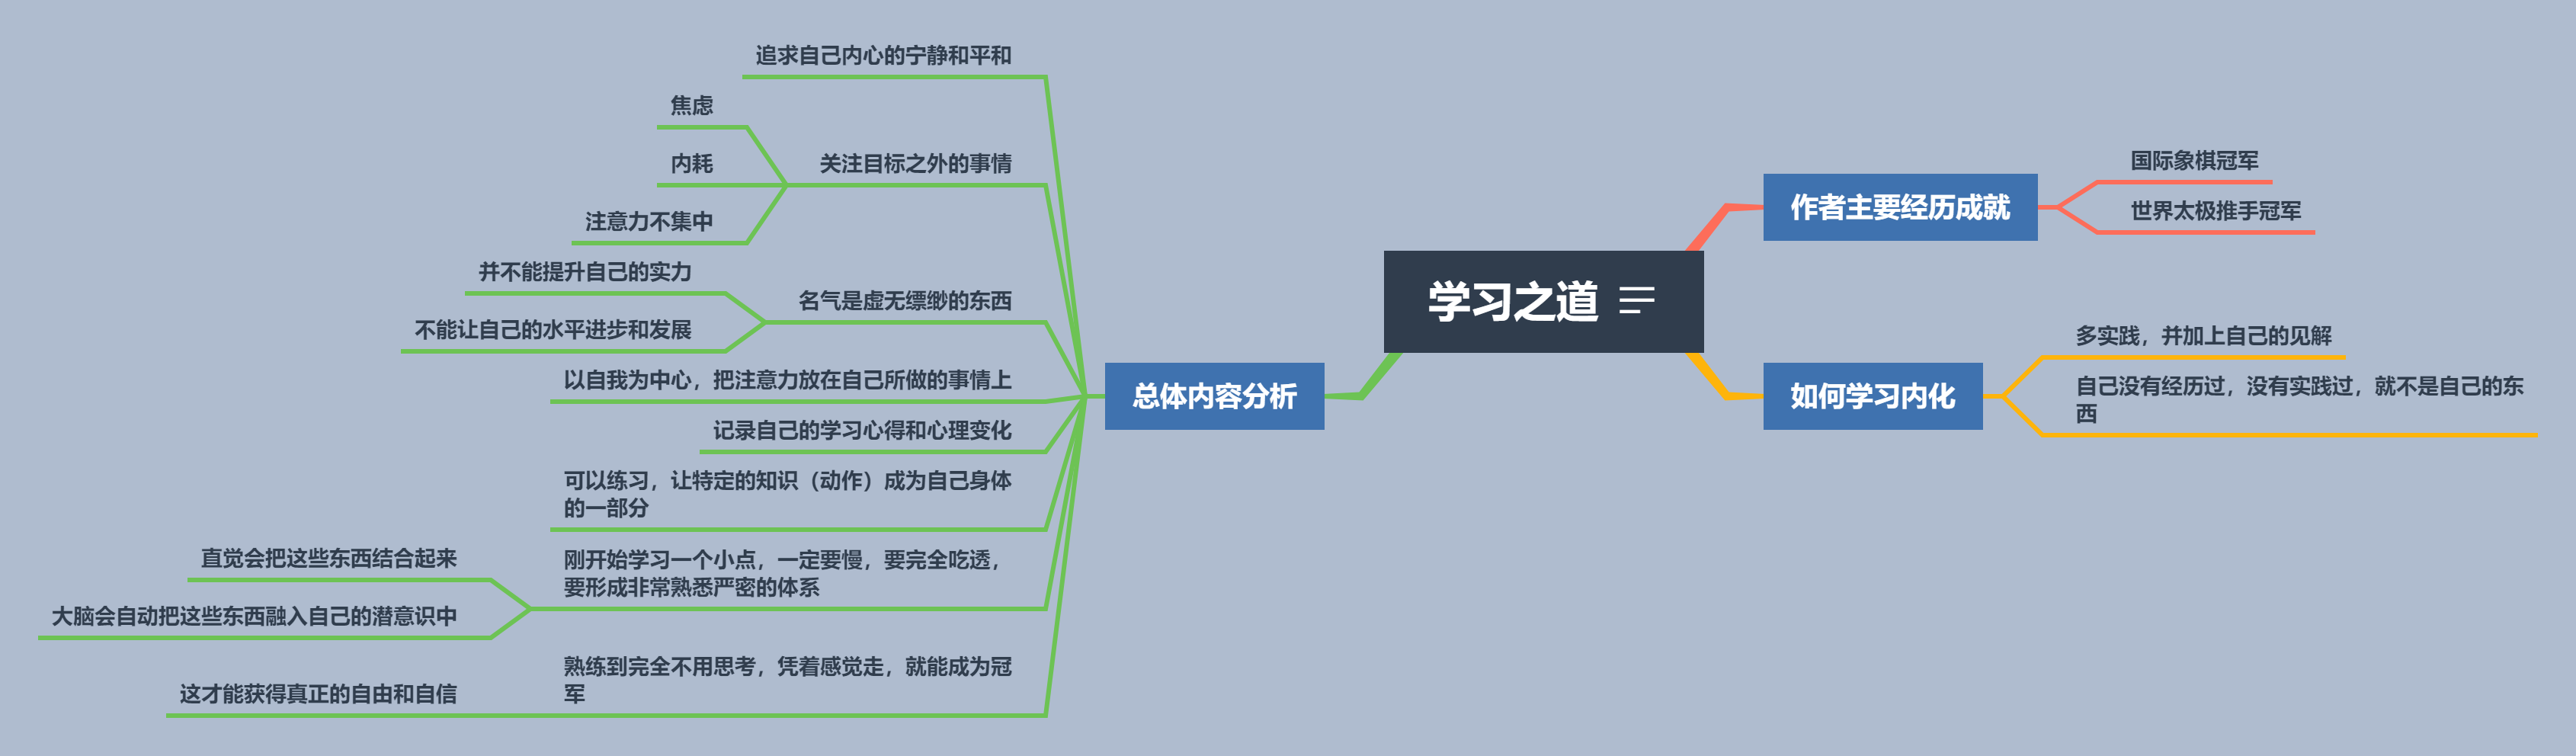 学习之道
作者主要经历成就
国际象棋冠军
世界太极推手冠军
如何学习内化
多实践，并加上自己的见解
自己没有经历过，没有实践过，就不是自己的东
西
总体内容分析
追求自己内心的宁静和平和
关注目标之外的事情
焦虑
内耗
注意力不集中
名气是虚无缥缈的东西
并不能提升自己的实力
不能让自己的水平进步和发展
以自我为中心，把注意力放在自己所做的事情上
记录自己的学习心得和心理变化
可以练习，让特定的知识（动作）成为自己身体
的一部分
刚开始学习一个小点，一定要慢，要完全吃透，
要形成非常熟悉严密的体系
直觉会把这些东西结合起来
大脑会自动把这些东西融入自己的潜意识中
熟练到完全不用思考，凭着感觉走，就能成为冠
军
这才能获得真正的自由和自信